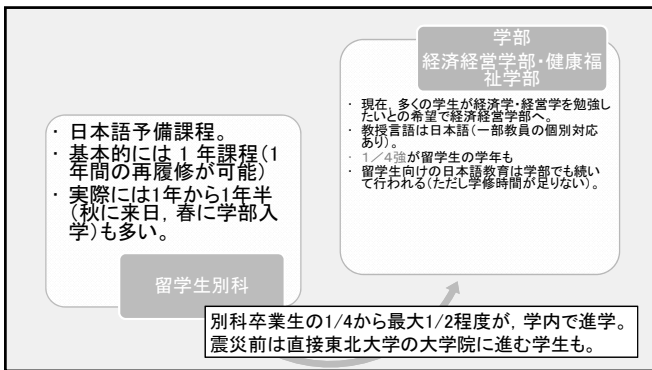 ・ 日本語予備課程。
・ 基本的には 1 年課程(1
年間の再履修が可能)
・ 実際には1年から1年半
(秋に来日, 春に学部入
学)も多い。
留学生別科
学部
経済経営学部・健康福
祉学部
・ 現在, 多くの学生が経済学・経営学を勉強し
たいとの希望で経済経営学部へ。
・ 教授言語は日本語(一部教員の個別対応
あり)。
・ 1/4強が留学生の学年も
・ 留学生向けの日本語教育は学部でも続い
て行われる(ただし学修時間が足りない)。
別科卒業生の1/4から最大1/2程度が, 学内で進学。
震災前は直接東北大学の大学院に進む学生も。